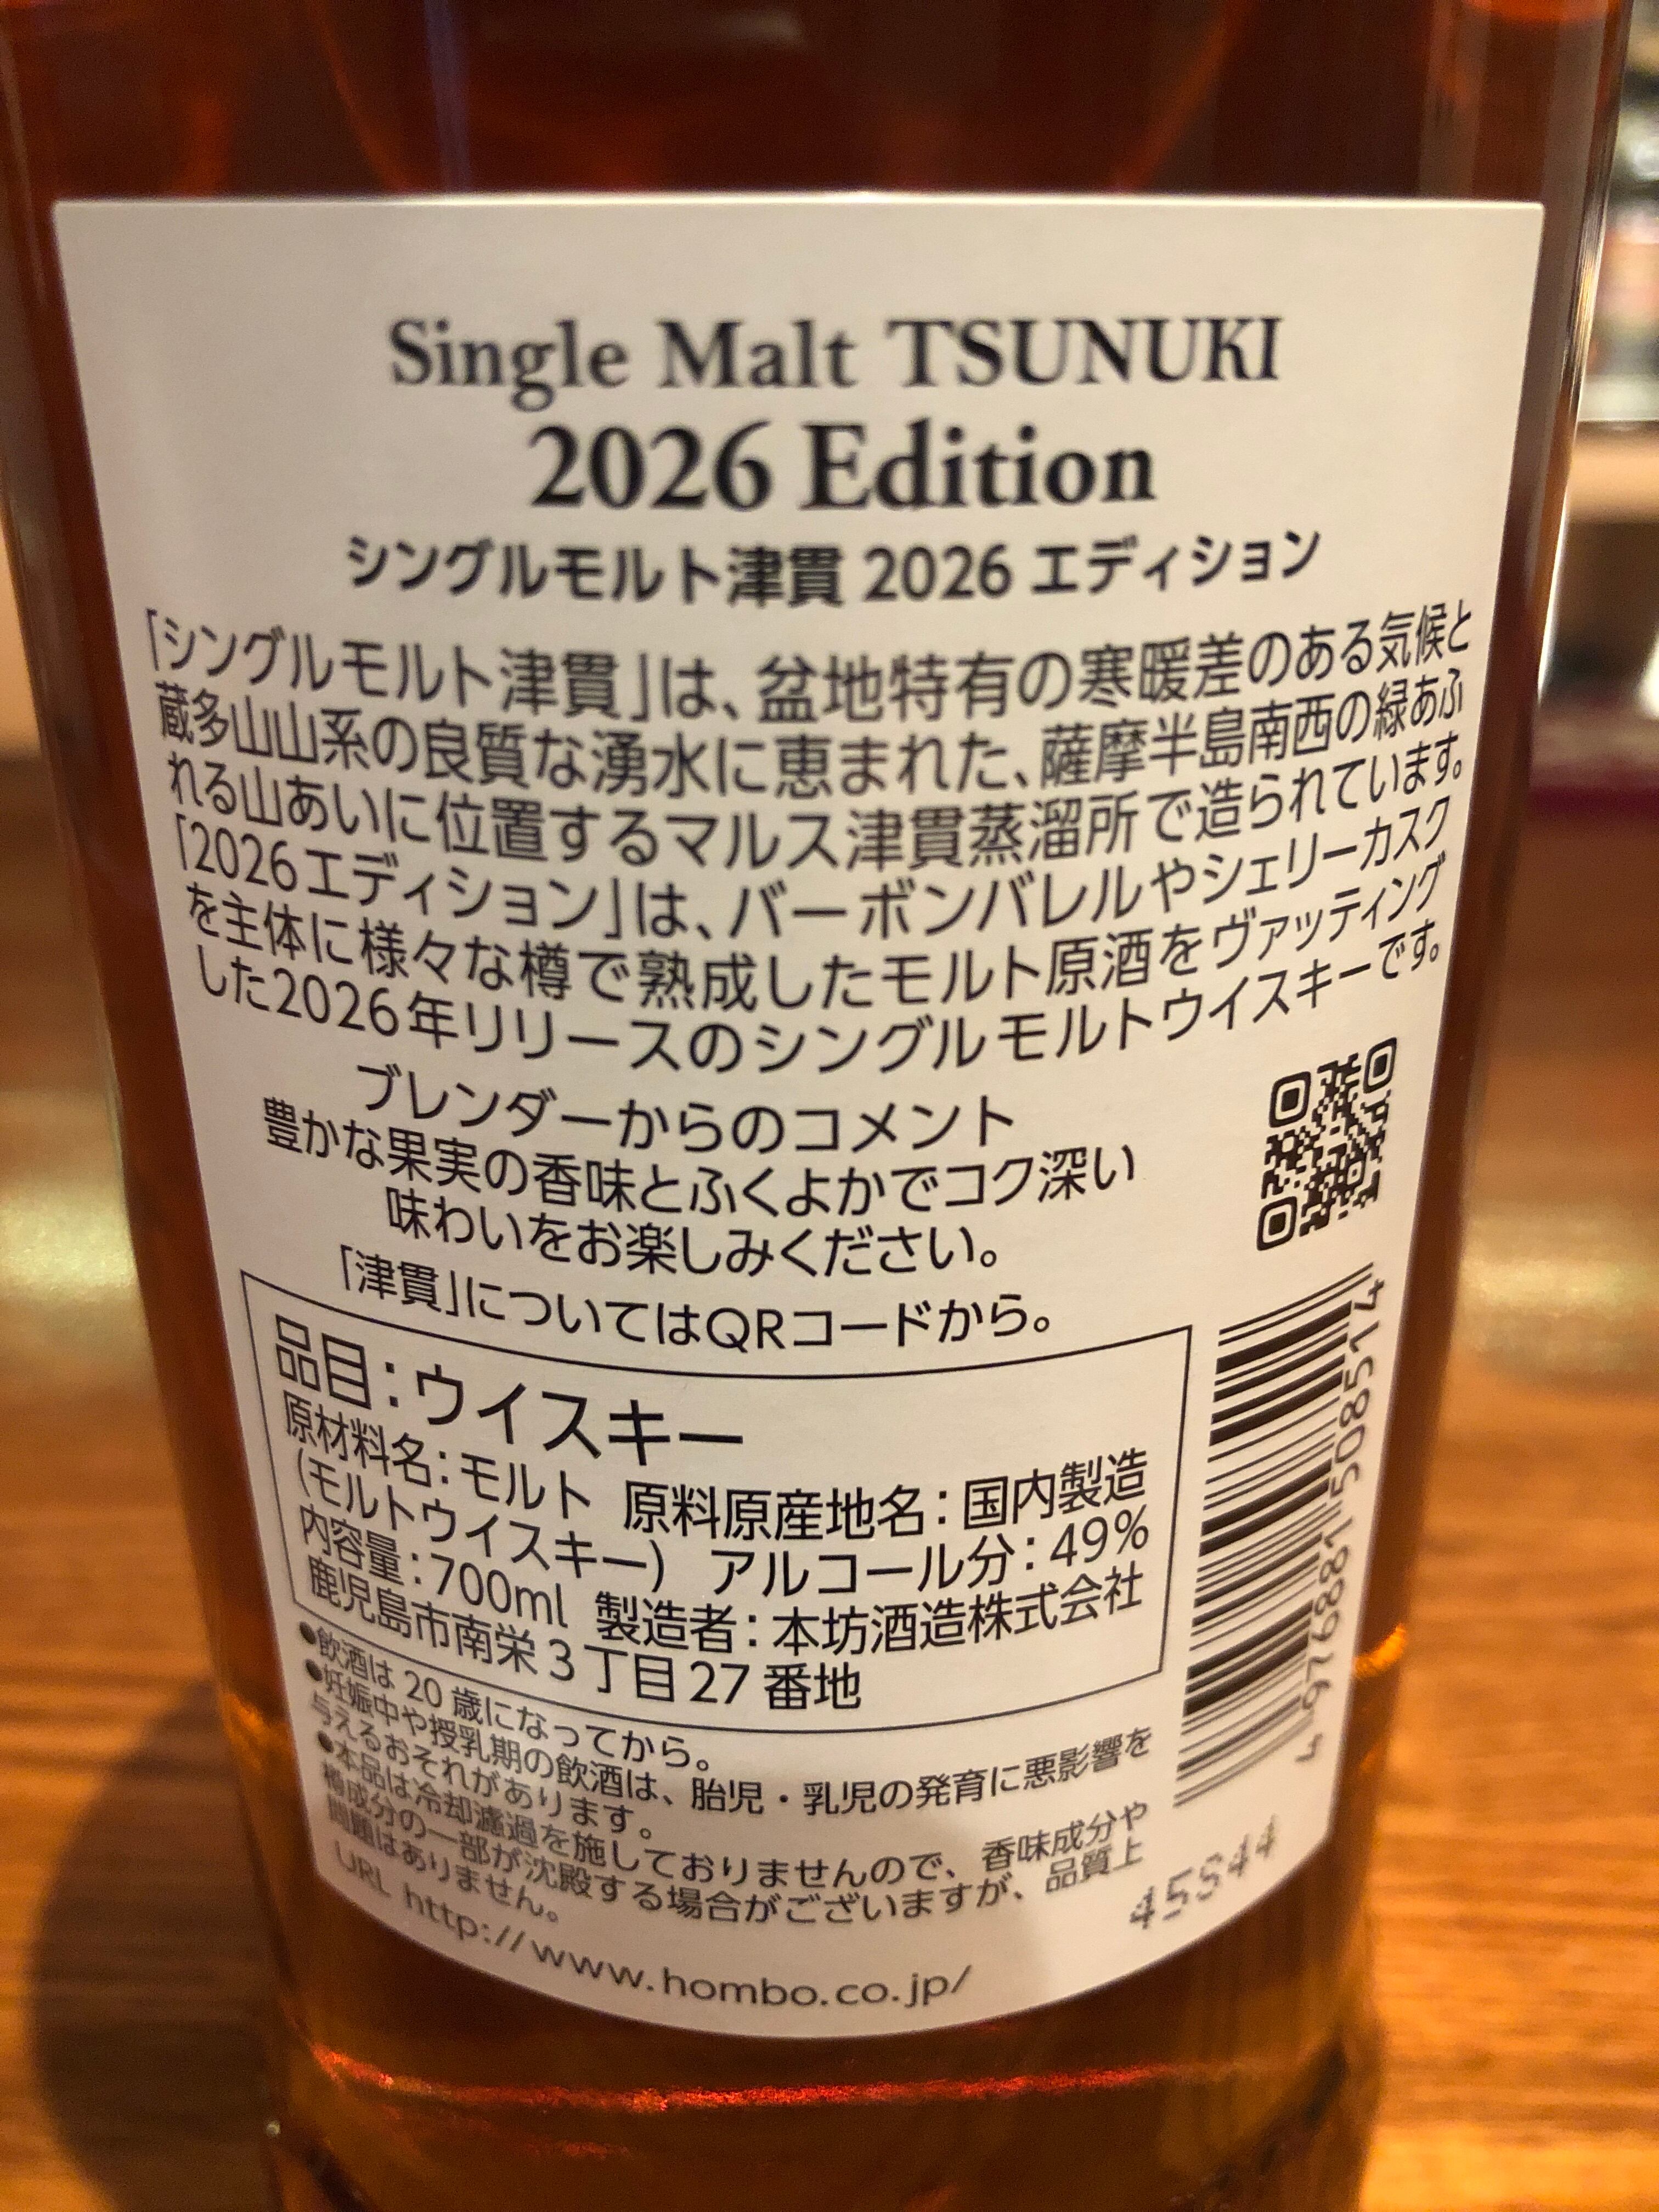 Single Malt TSUNUKI
2026 Edition
シングルモルト津貫 2026 エディション
「シングルモルト津貫」は、盆地特有の寒暖差のある気候と
蔵多山山系の良質な湧水に恵まれた、薩摩半島南西の緑あふ
れる山あいに位置するマルス津貫蒸溜所で造られています。
「2026エディション」は、バーボンバレルやシェリーカスク
を主体に様々な樽で熟成したモルト原酒をヴァッティング
した2026年リリースのシングルモルトウイスキーです。
ブレンダーからのコメント
豊かな果実の香味とふくよかでコク深い
味わいをお楽しみください。
「津貫」についてはQRコードから。
品目：ウイスキー
原材料名：モルト 原料原産地名：国内製造
（モルトウイスキー） アルコール分：49%
内容量：700ml 製造者：本坊酒造株式会社
鹿児島市南栄3丁目27番地
●飲酒は 20 歳になってから。
●妊娠中や授乳期の飲酒は、胎児・乳児の発育に悪影響を
与えるおそれがあります。
●本品は冷却濾過を施しておりませんので、香味成分や
樽成分の一部が沈殿する場合がございますが、品質上
問題はありません。
URL http://www.hombo.co.jp/
4 976881 508514
45S44